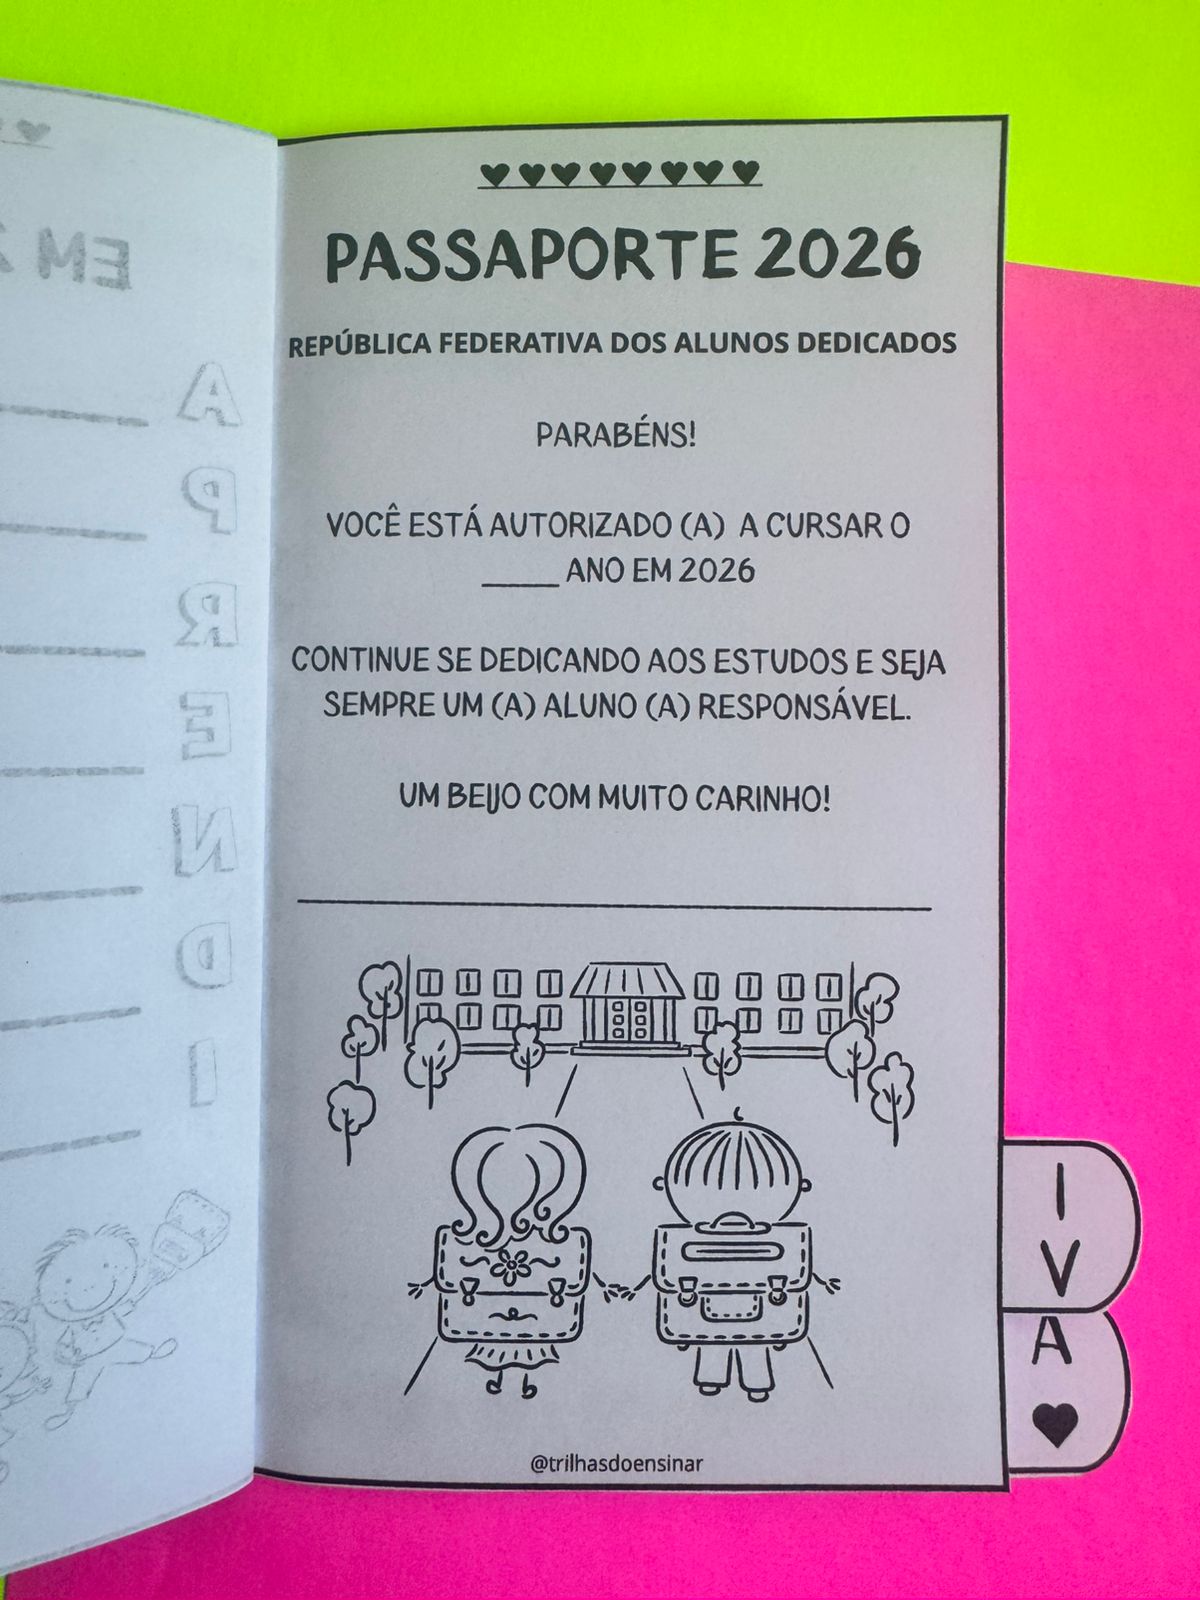 ♥♥♥♥♥♥♥♥
PASSAPORTE 2026
REPÚBLICA FEDERATIVA DOS ALUNOS DEDICADOS
PARABÉNS!
VOCÊ ESTÁ AUTORIZADO (A) A CURSAR O
_____ ANO EM 2026
CONTINUE SE DEDICANDO AOS ESTUDOS E SEJA
SEMPRE UM (A) ALUNO (A) RESPONSÁVEL.
UM BEIJO COM MUITO CARINHO!
@trilhasdoensinar
I
V
A
♥
EM 2
A
P
R
E
N
D
I